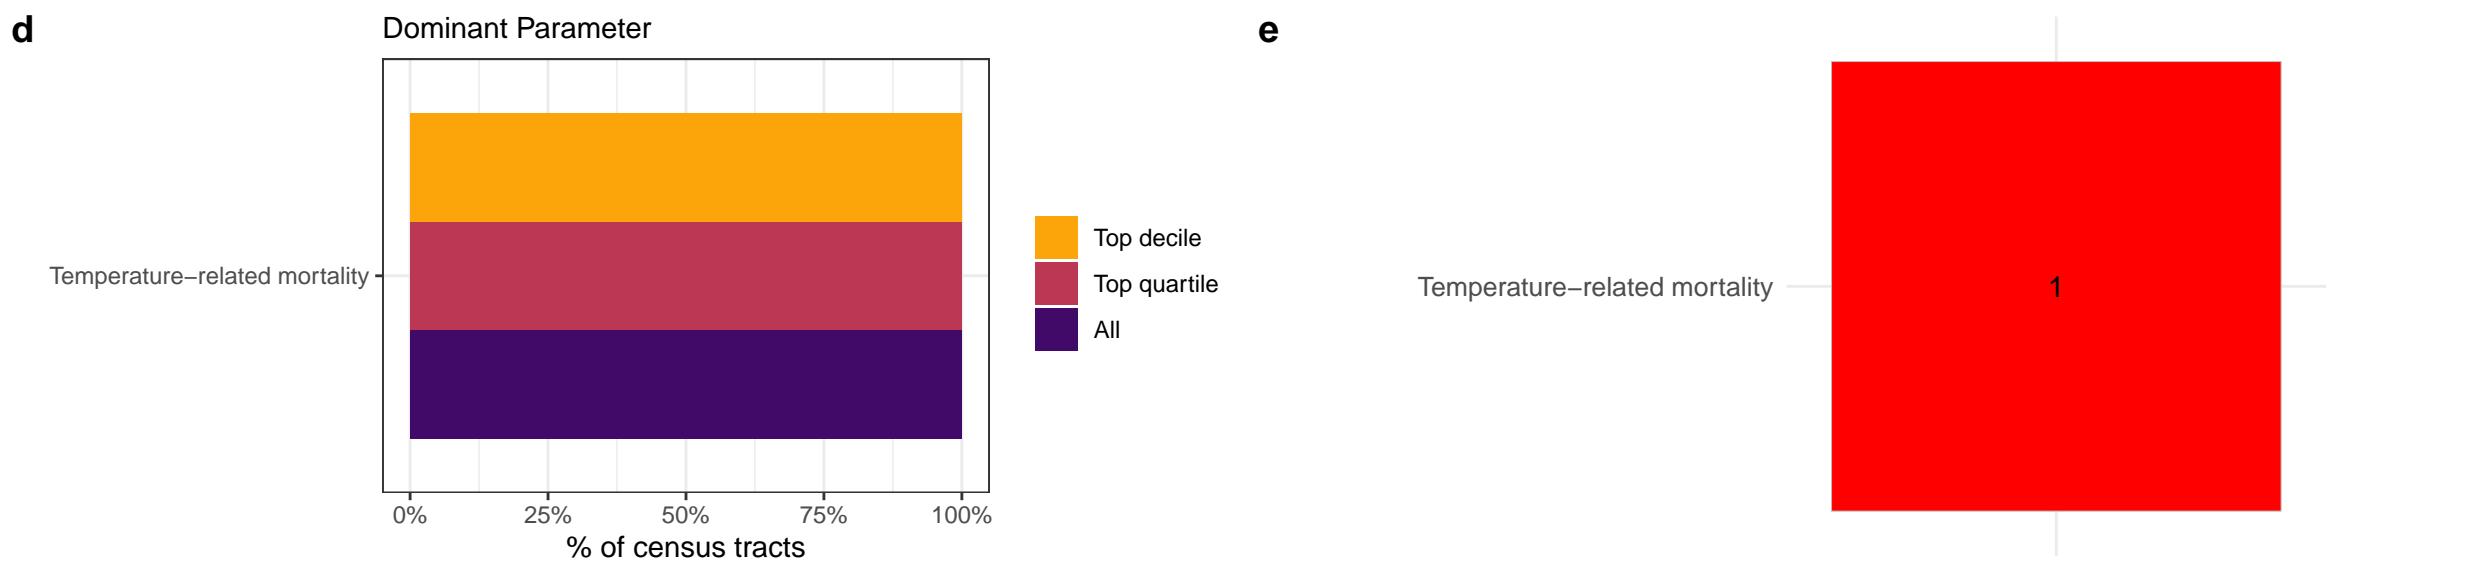 d
Dominant Parameter
Temperature−related mortality
0% 25% 50% 75% 100%
% of census tracts
Top decile
Top quartile
All
e
Temperature−related mortality
1